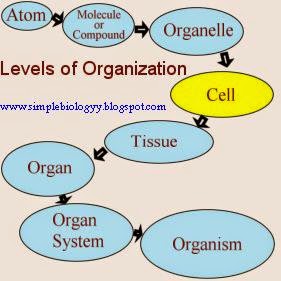 Atom
Molecule
or
Compound
Organelle
Levels of Organization
Cell
www.simplebiologyy.blogspot.com
Tissue
Organ
Organ
System
Organism